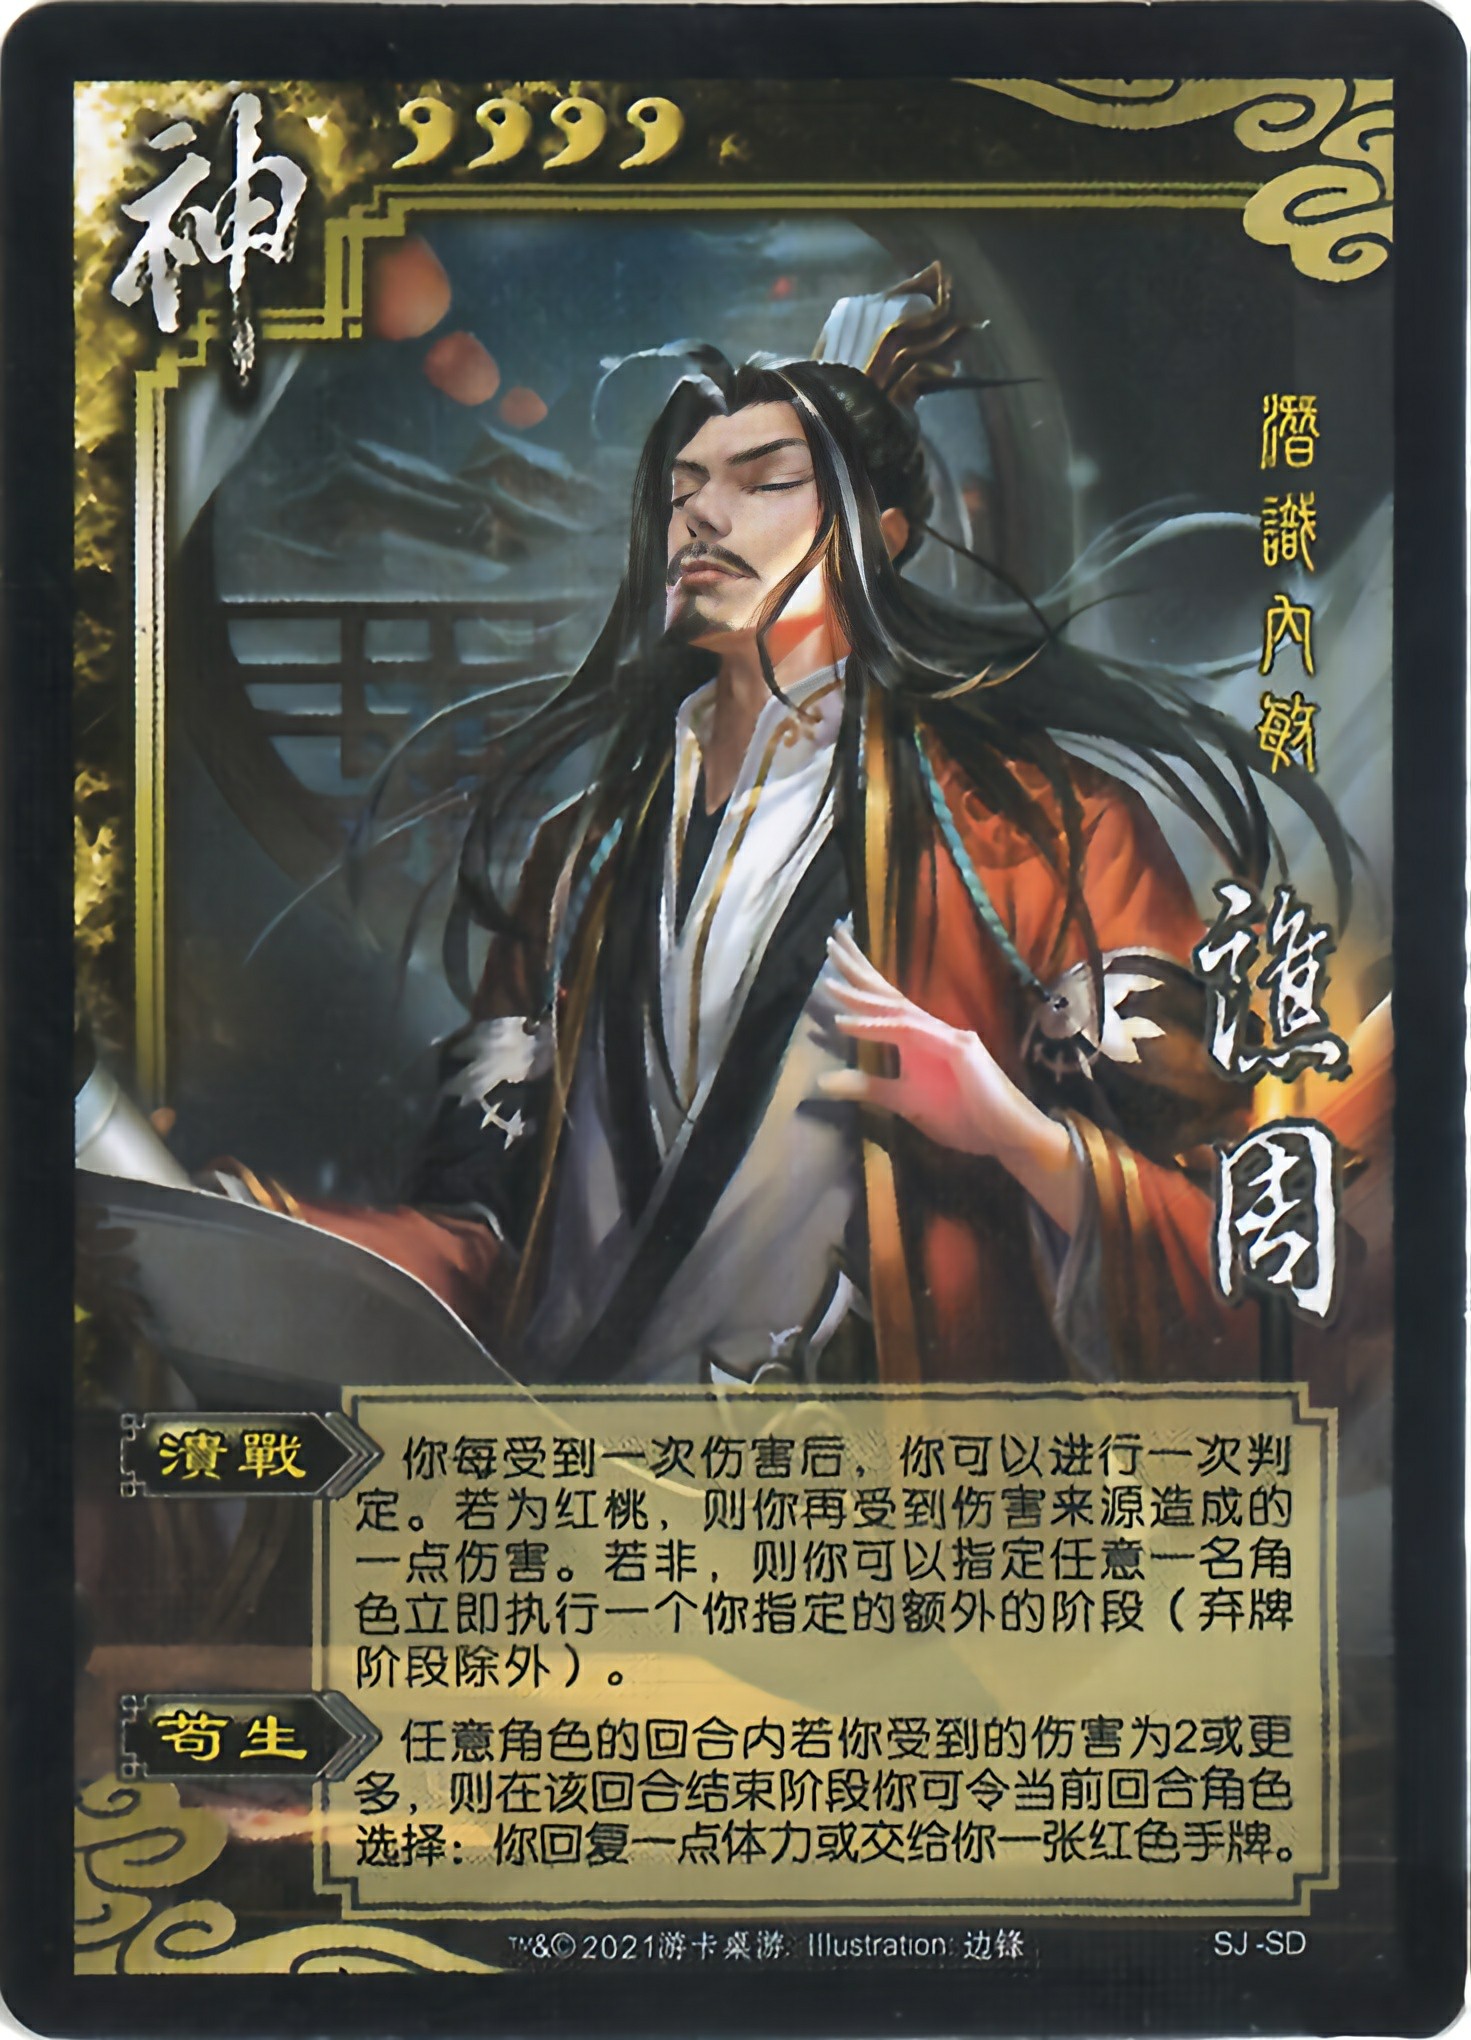 神
潛識內敏
譙周
潰戰
你每受到一次伤害后，你可以进行一次判
定。若为红桃，则你再受到伤害来源造成的
一点伤害。若非，则你可以指定任意一名角
色立即执行一个你指定的额外的阶段（弃牌
阶段除外）。
苟生
任意角色的回合内若你受到的伤害为2或更
多，则在该回合结束阶段你可令当前回合角色
选择：你回复一点体力或交给你一张红色手牌。
™&©2021游卡桌游. Illustration: 边锋
SJ-SD